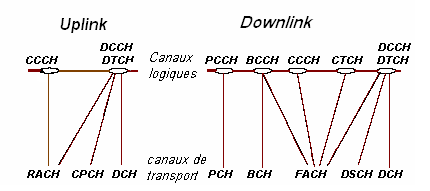 Uplink
Downlink
DCCH
CCCH DTCH
Canaux
logiques
DCCH
PCCH BCCH CCCH CTCH DTCH
RACH CPCH DCH
canaux de
transport
PCH BCH FACH DSCH DCH